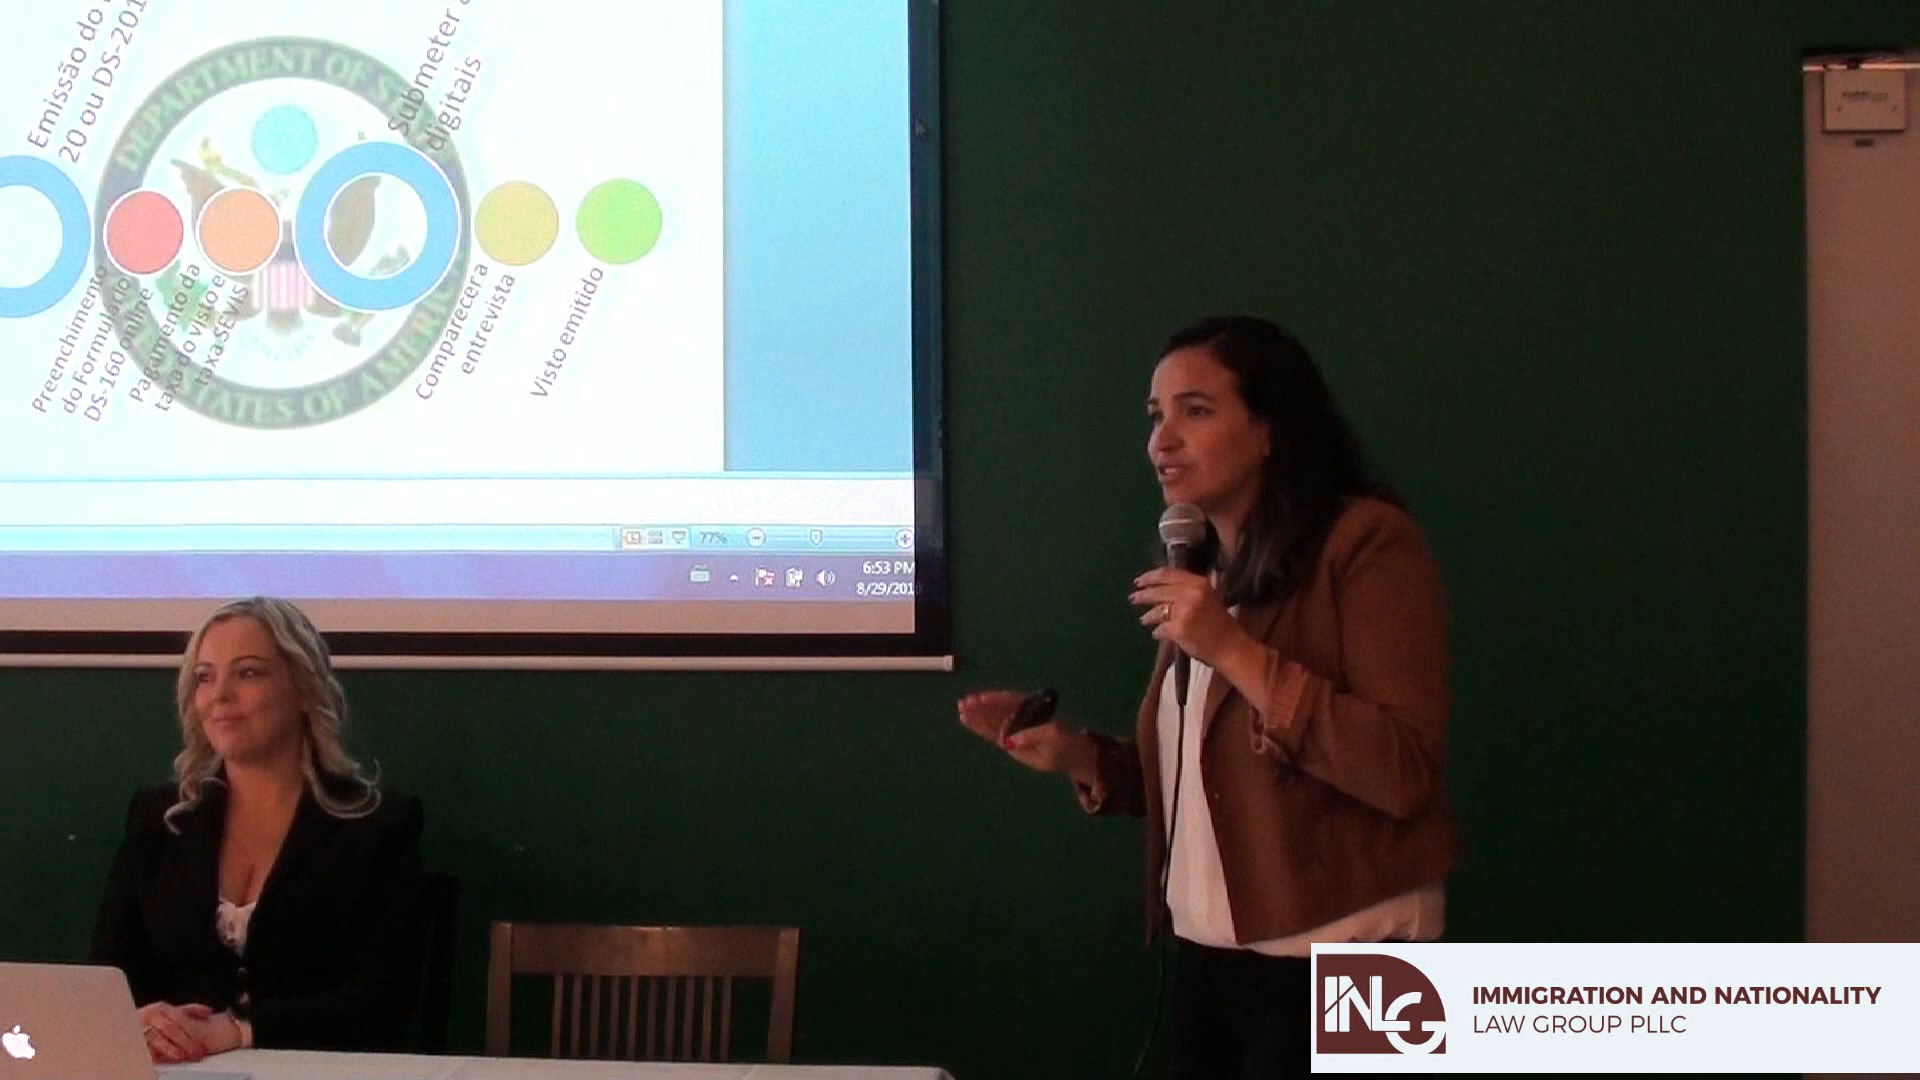 Emissão do
20 ou DS-201
Submeter a
digitais
DEPARTMENT OF ST
STATES OF AMERIC
Preenchimento
do Formulário
DS-160 online
Pagamento da
taxa do visto e
taxa SEVIS
Comparecer a
entrevista
Visto emitido
77%
6:53 PM
8/29/201
INLG
IMMIGRATION AND NATIONALITY
LAW GROUP PLLC